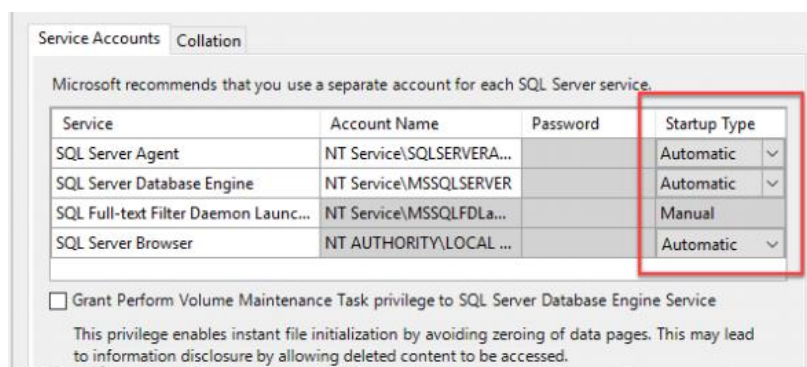 Service Accounts Collation
Microsoft recommends that you use a separate account for each SQL Server service.
Service Account Name Password Startup Type
SQL Server Agent NT Service\SQLSERVERA... Automatic
SQL Server Database Engine NT Service\MSSQLSERVER Automatic
SQL Full-text Filter Daemon Launc... NT Service\MSSQLFDLa... Manual
SQL Server Browser NT AUTHORITY\LOCAL ... Automatic
Grant Perform Volume Maintenance Task privilege to SQL Server Database Engine Service
This privilege enables instant file initialization by avoiding zeroing of data pages. This may lead
to information disclosure by allowing deleted content to be accessed.